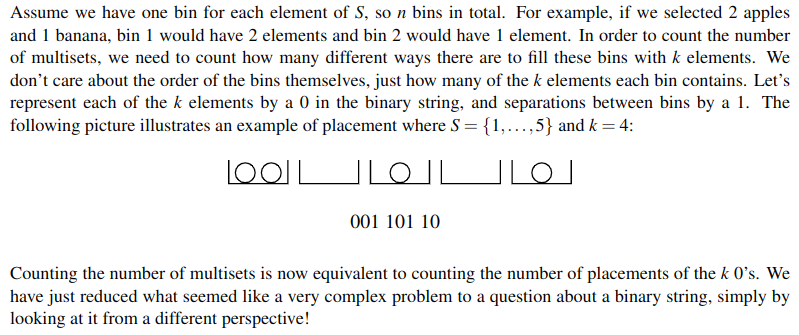 Assume we have one bin for each element of S, so n bins in total. For example, if we selected 2 apples
and 1 banana, bin 1 would have 2 elements and bin 2 would have 1 element. In order to count the number
of multisets, we need to count how many different ways there are to fill these bins with k elements. We
don’t care about the order of the bins themselves, just how many of the k elements each bin contains. Let’s
represent each of the k elements by a 0 in the binary string, and separations between bins by a 1. The
following picture illustrates an example of placement where S = {1,...,5} and k = 4:
001 101 10
Counting the number of multisets is now equivalent to counting the number of placements of the k 0’s. We
have just reduced what seemed like a very complex problem to a question about a binary string, simply by
looking at it from a different perspective!